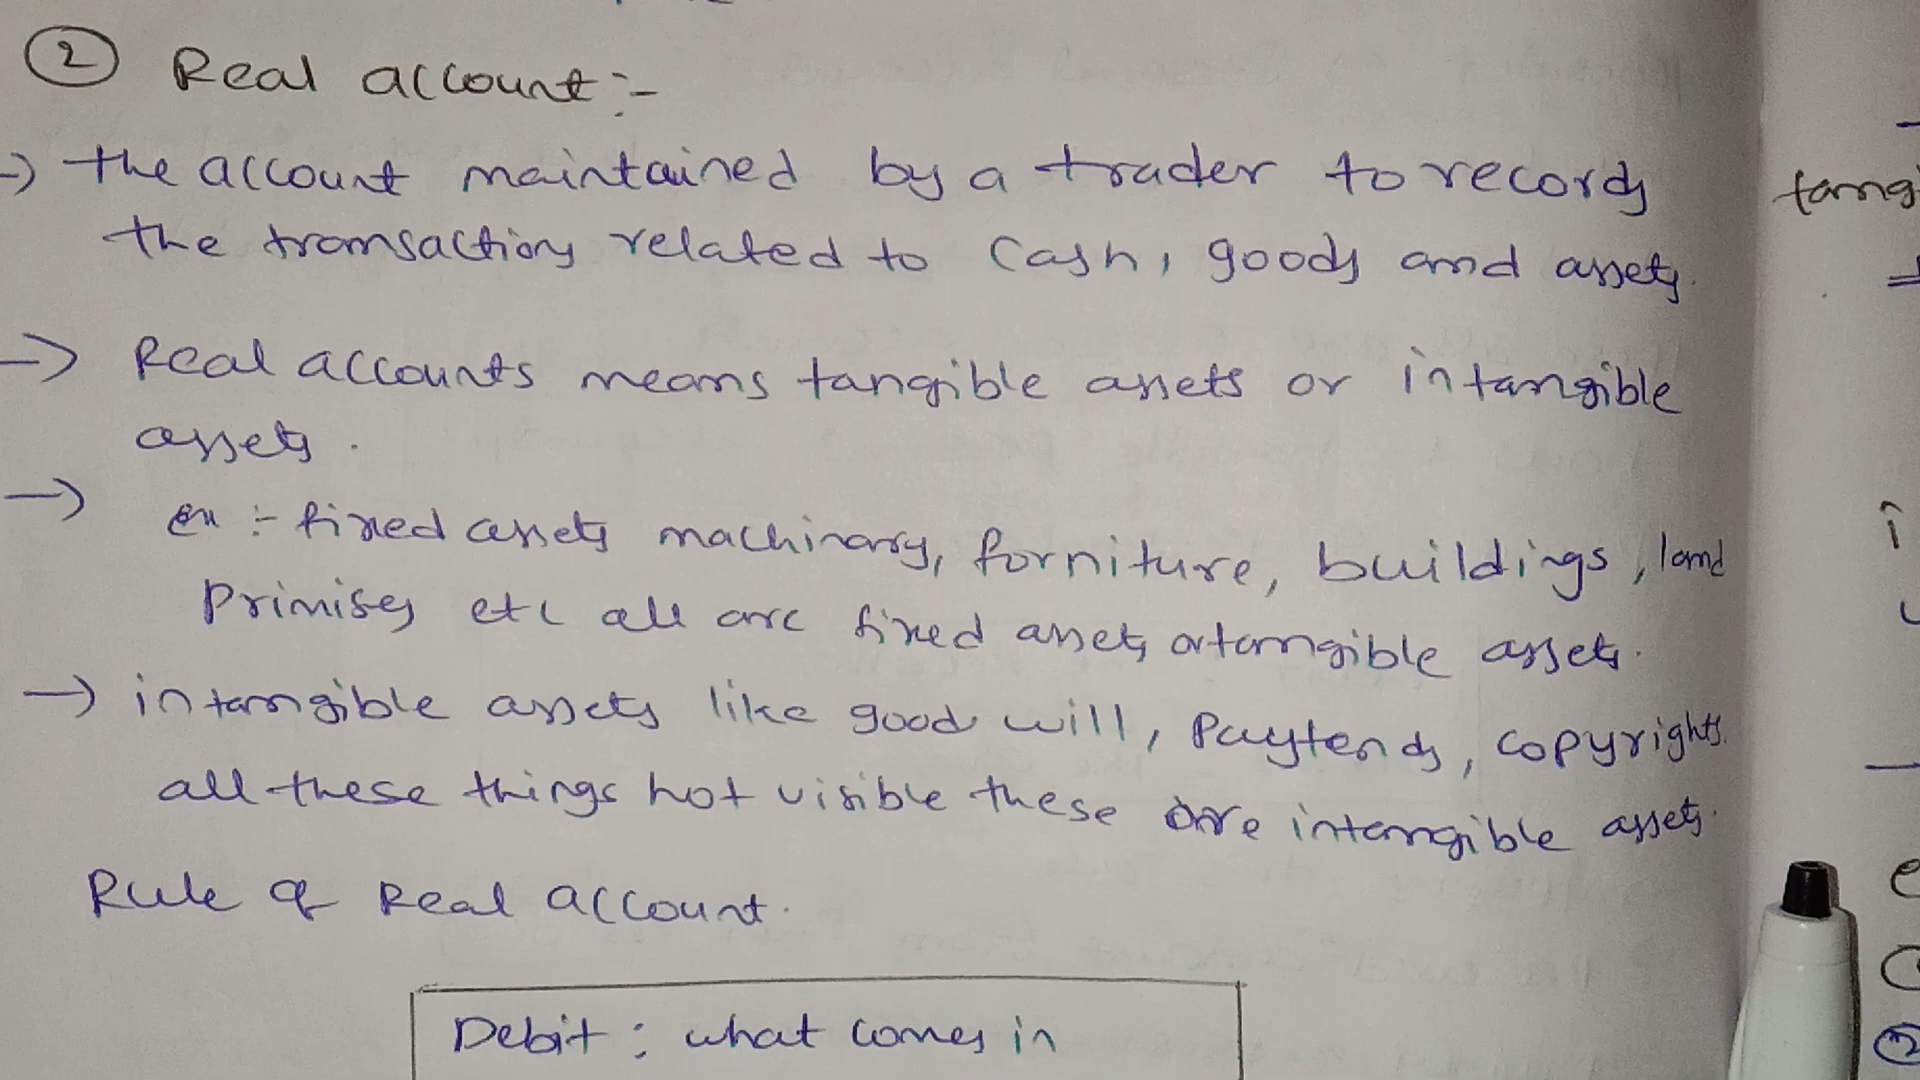 ② Real account :-
→ the account maintained by a trader to records
the transactions related to Cash, goods and assets.
→ Real accounts means tangible assets or intangible
assets.
→ ex :- fixed assets machinary, forniture, buildings, land
Primises etc all are fixed assets or tangible assets.
→ intangible assets like good will, Paytends, copyrights.
all these things not visible these are intangible assets.
Rule of Real account.
Debit : what comes in
tangi